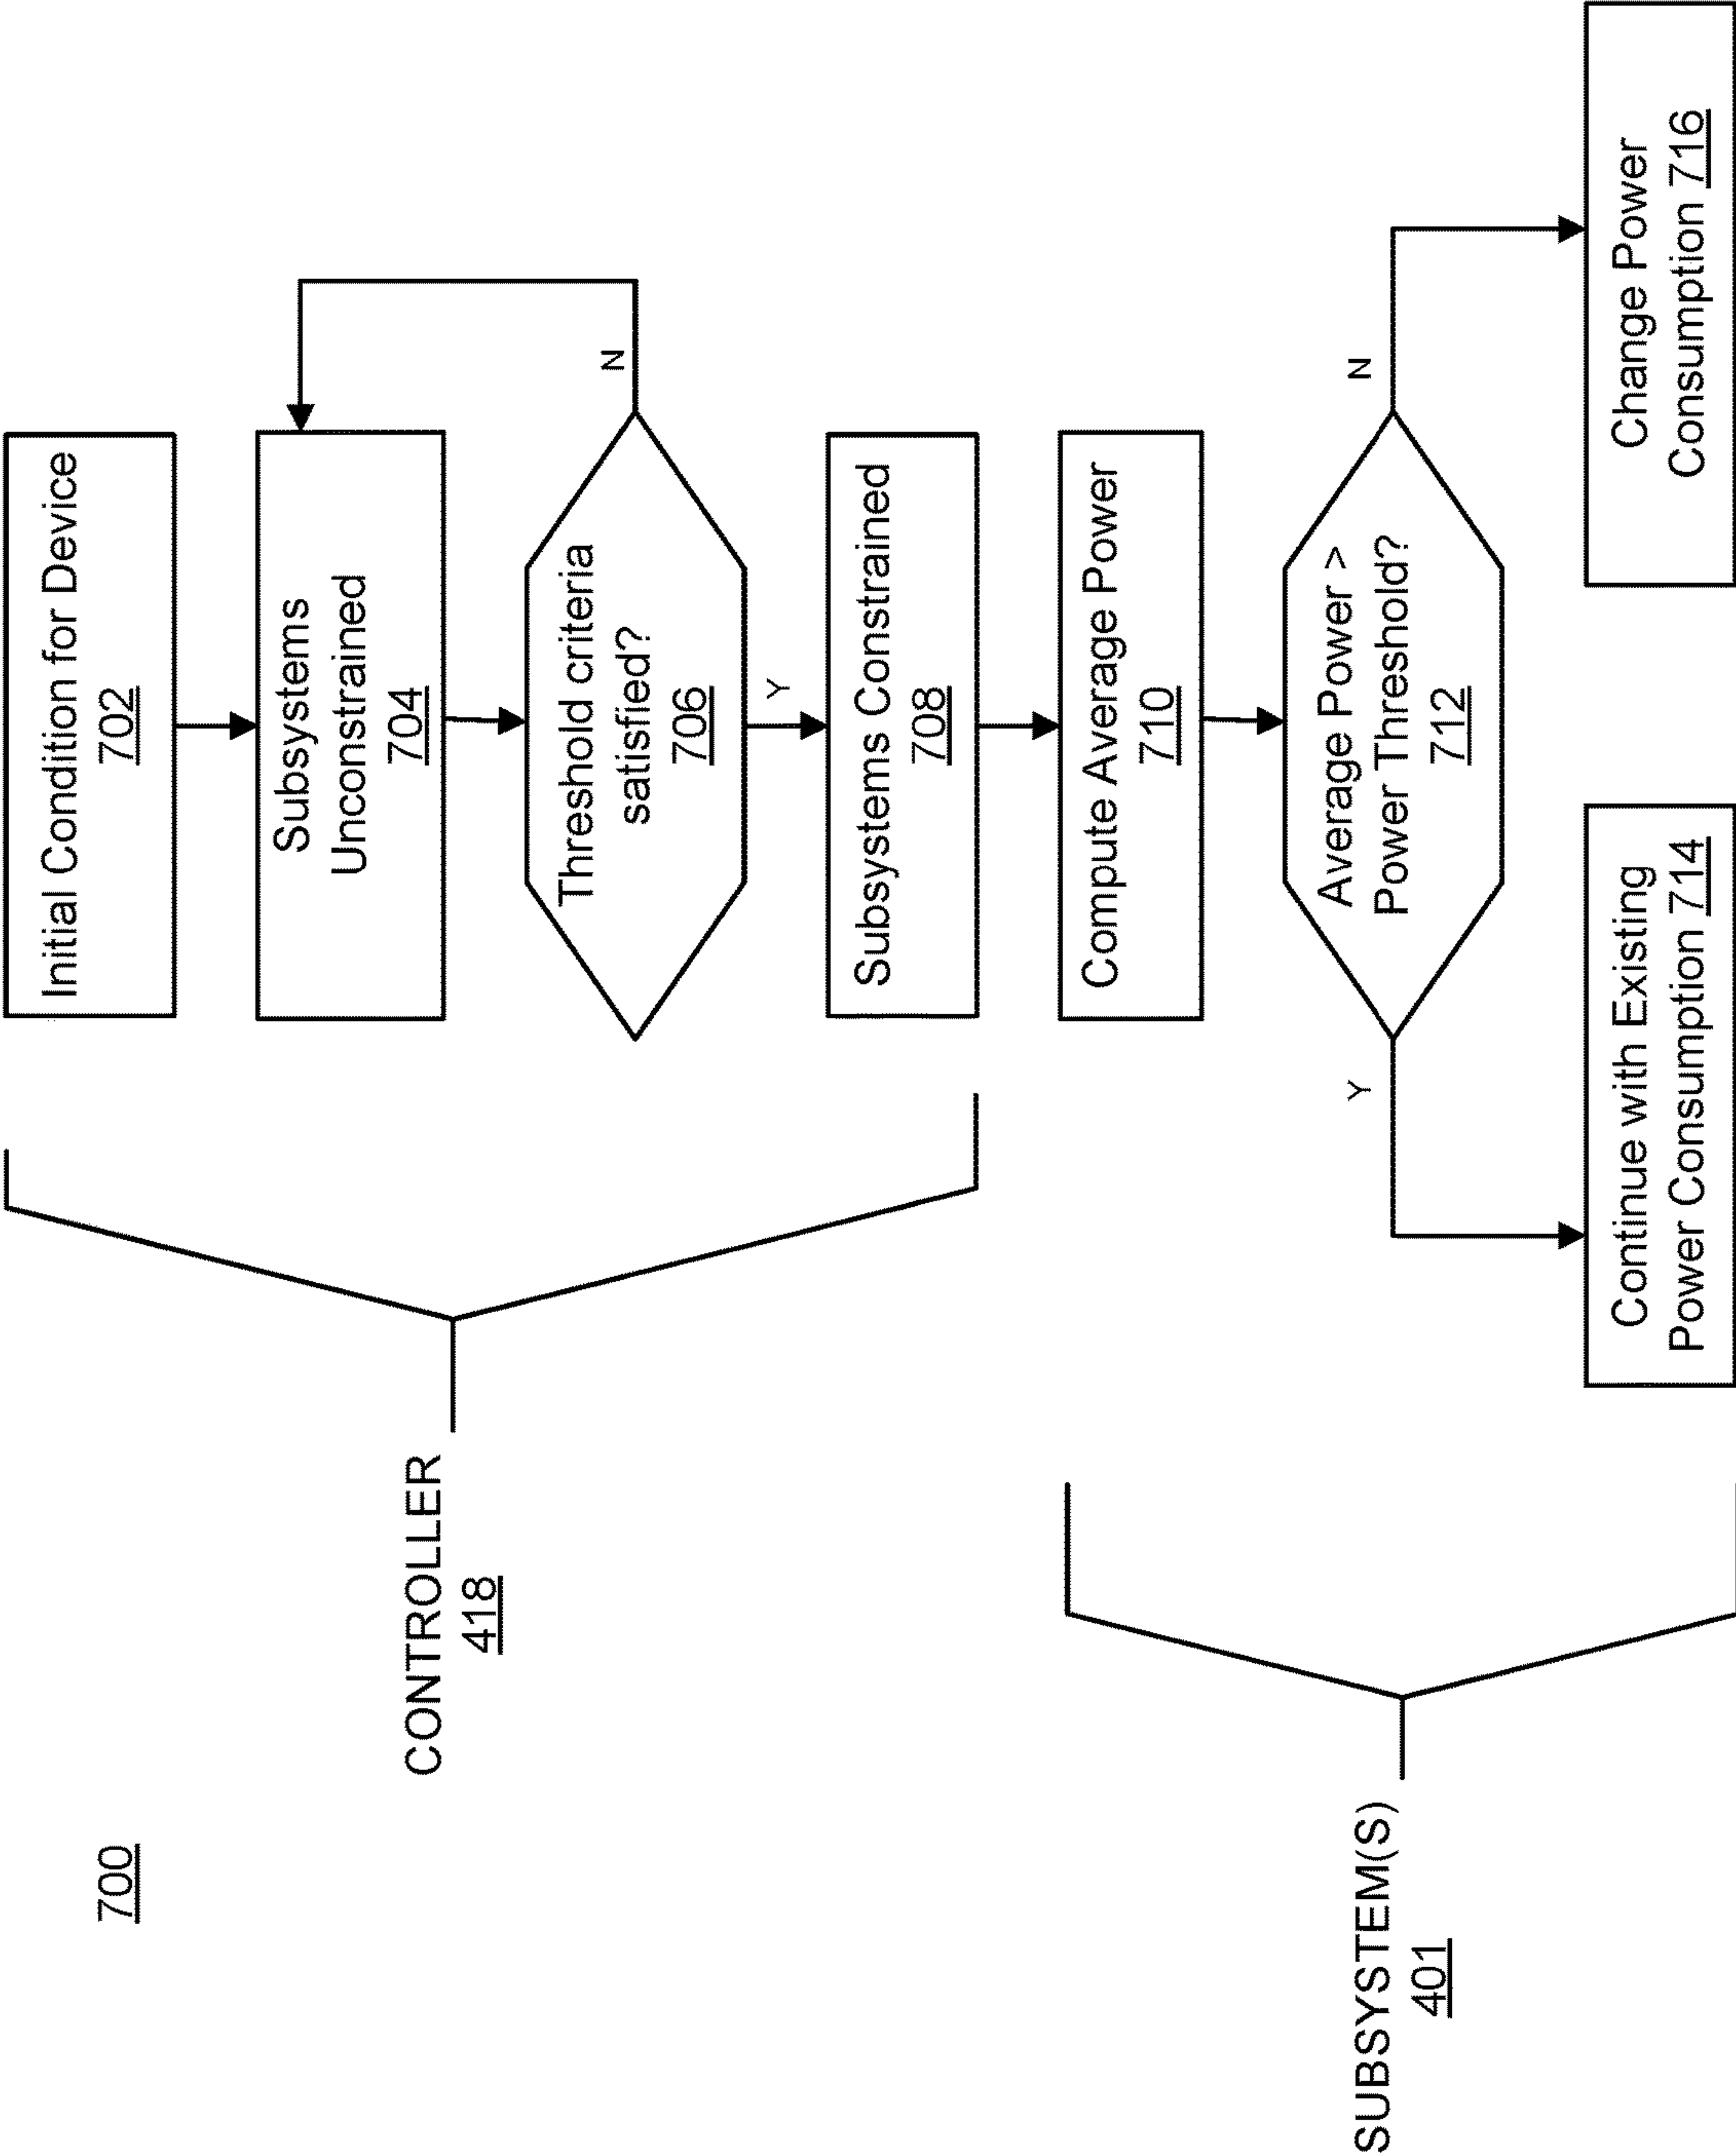 700
CONTROLLER
418
SUBSYSTEM(S)
401
Initial Condition for Device
702
Subsystems
Unconstrained
704
Threshold criteria
satisfied?
706
N
Y
Subsystems Constrained
708
Compute Average Power
710
Average Power >
Power Threshold?
712
Y
N
Continue with Existing
Power Consumption 714
Change Power
Consumption 716